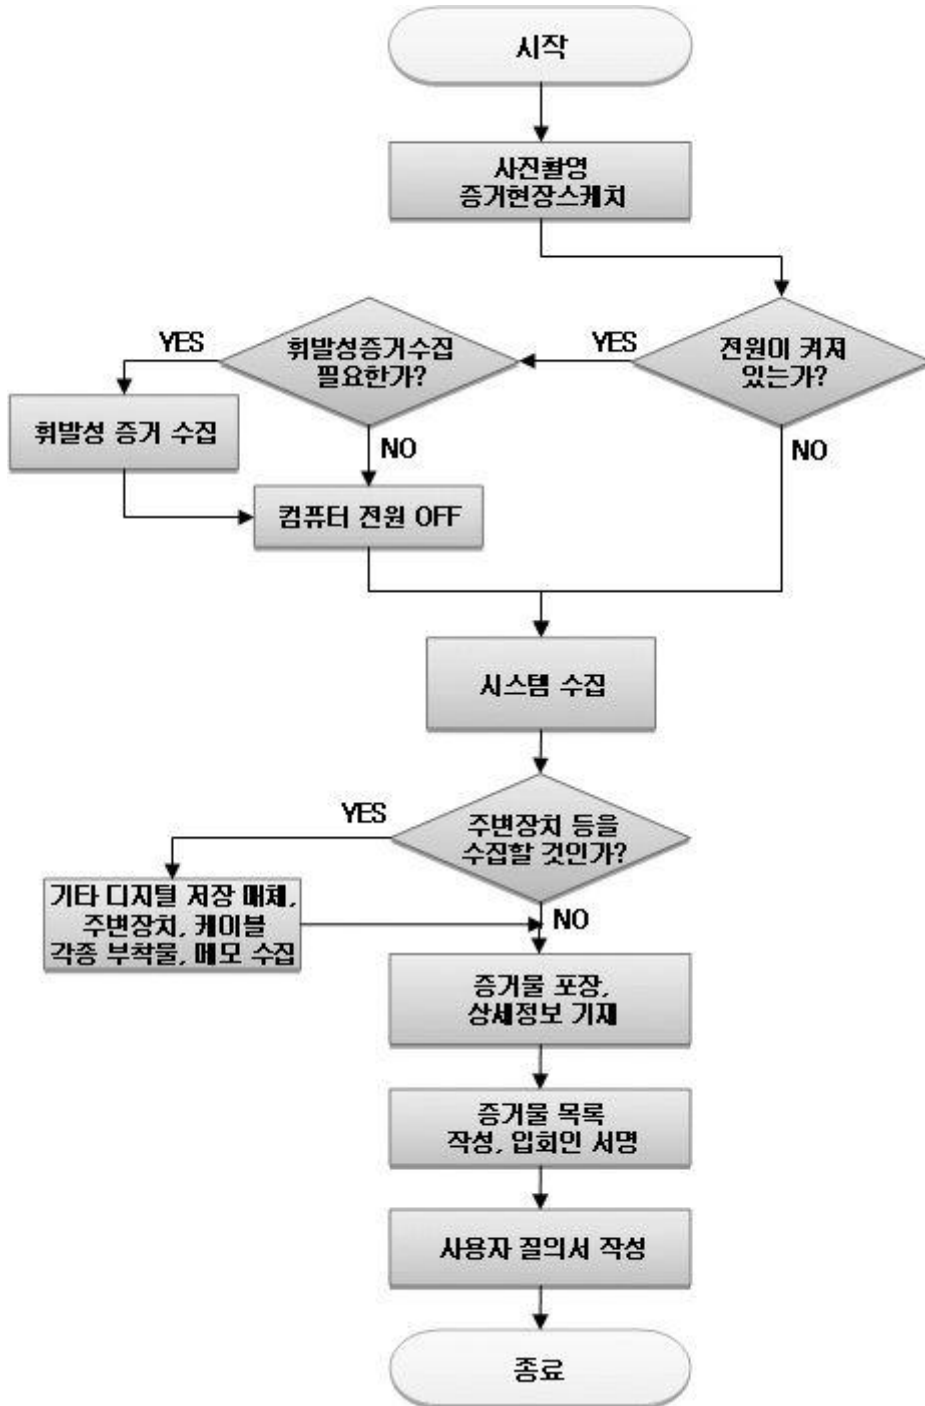 시작
사진촬영
증거현장스케치
전원이 켜져
있는가?
YES
NO
휘발성증거수집
필요한가?
YES
NO
휘발성 증거 수집
컴퓨터 전원 OFF
시스템 수집
주변장치 등을
수집할 것인가?
YES
NO
기타 디지털 저장 매체,
주변장치, 케이블
각종 부착물, 메모 수집
증거물 포장,
상세정보 기재
증거물 목록
작성, 입회인 서명
사용자 질의서 작성
종료